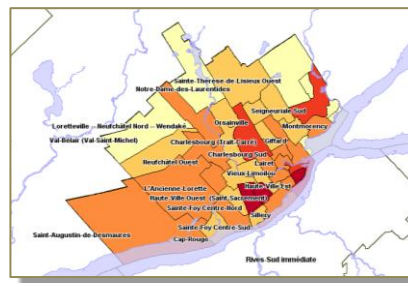 Sainte-Thérèse de Lisieux Ouest
Notre-Dame-des-Laurentides
Seigneuriale Sud
Orsainville
Montmorency
Loretteville -- Neufchâtel Nord -- Wendake
Val-Bélair (Val-Saint-Michel)
Charlesbourg (Trait-Carré)
Giffard
Charlesbourg Sud
Neufchâtel Ouest
Lairet
Vieux-Limoilou
L'Ancienne-Lorette
Haute-Ville Est
Haute-Ville Ouest (Saint-Sacrement)
Sainte-Foy Centre-Nord
Sillery
Sainte-Foy Centre-Sud
Saint-Augustin-de-Desmaures
Cap-Rouge
Rives-Sud immédiate